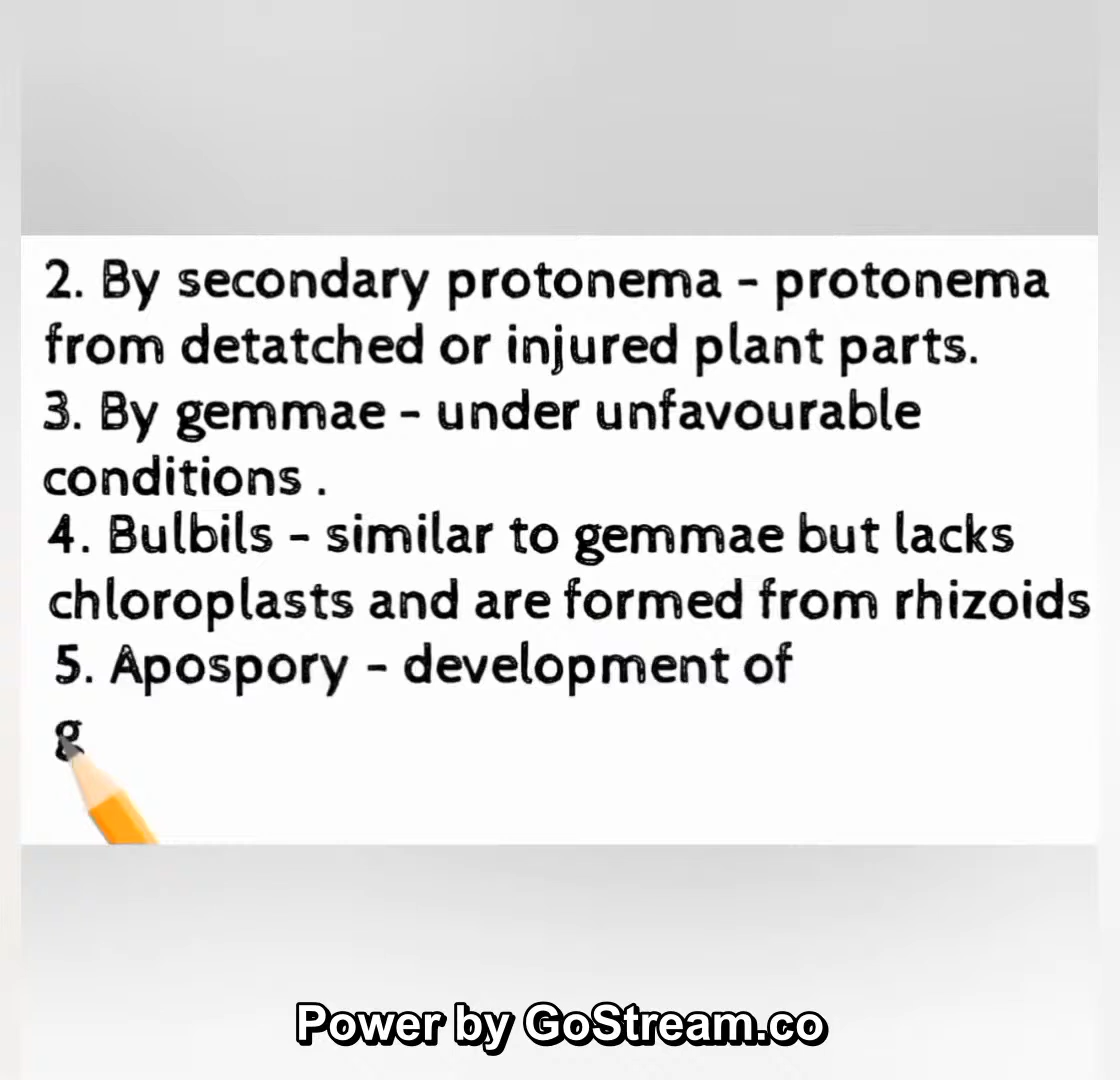 2. By secondary protonema - protonema
from detatched or injured plant parts.
3. By gemmae - under unfavourable
conditions .
4. Bulbils - similar to gemmae but lacks
chloroplasts and are formed from rhizoids
5. Apospory - development of
g
Power by GoStream.co